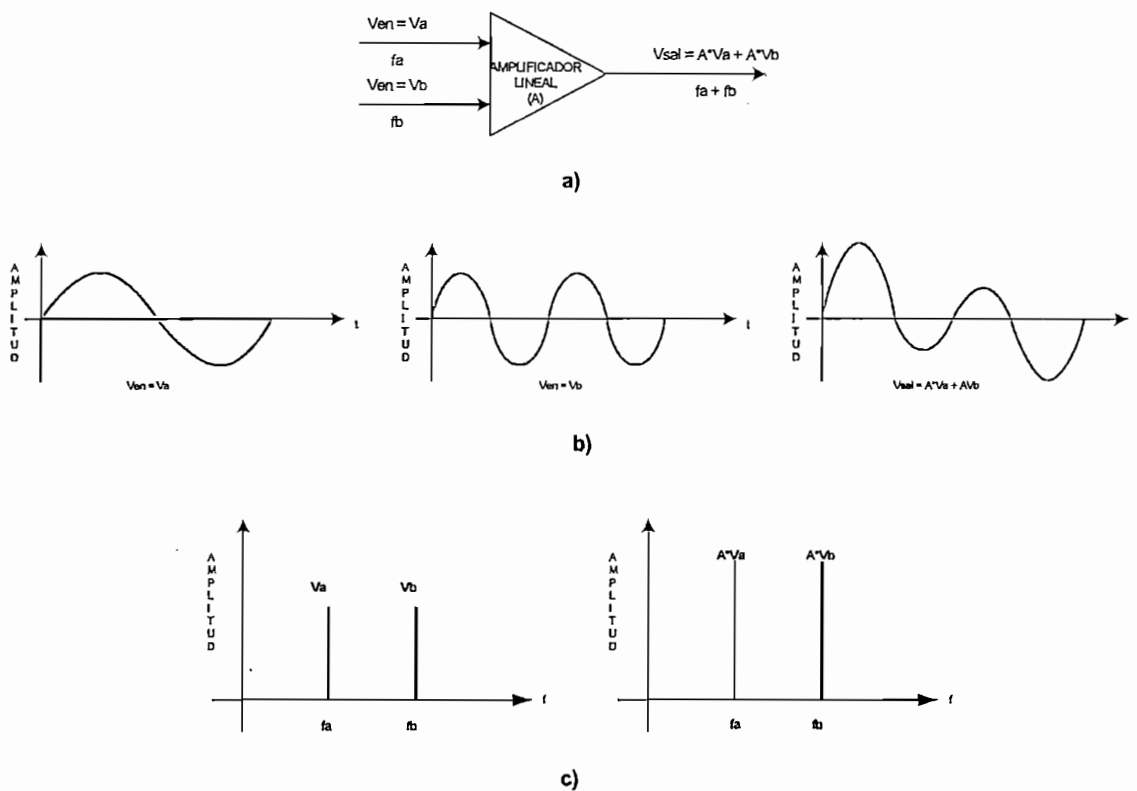 Ven = Va
fa
Ven = Vb
fb
AMPLIFICADOR
LINEAL
(A)
Vsal = A*Va + A*Vb
fa + fb
a)
AMPLITUD
t
Ven = Va
AMPLITUD
t
Ven = Vb
AMPLITUD
Vsal = A*Va + AVb
b)
AMPLITUD
Va
Vb
f
fa
fb
AMPLITUD
A*Va
A*Vb
f
fa
fb
c)